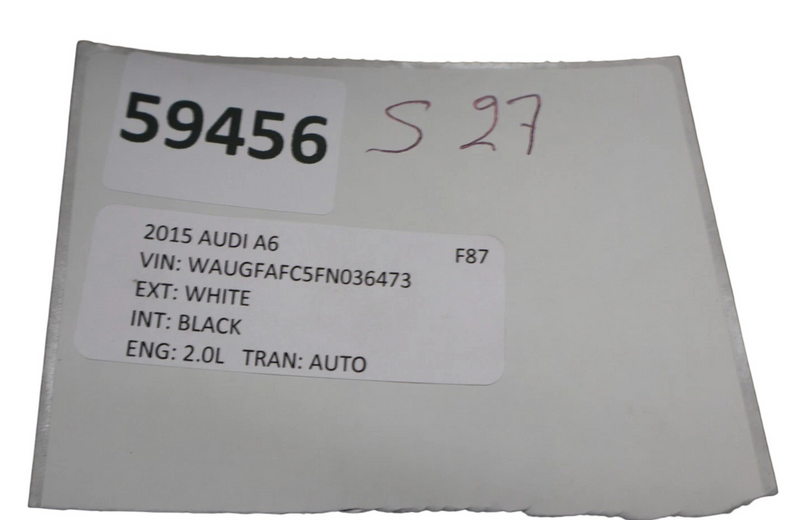 59456 S 27
2015 AUDI A6 F87
VIN: WAUGFAFC5FN036473
EXT: WHITE
INT: BLACK
ENG: 2.0L TRAN: AUTO